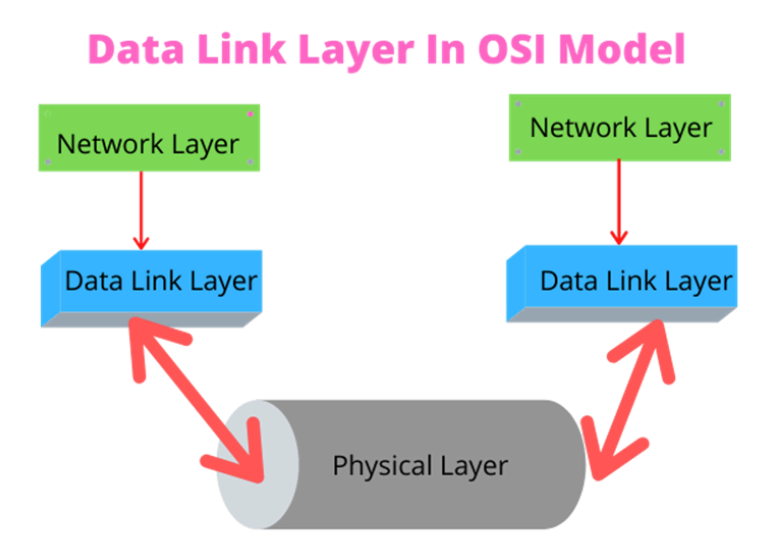 Data Link Layer In OSI Model
Network Layer
Network Layer
Data Link Layer
Data Link Layer
Physical Layer